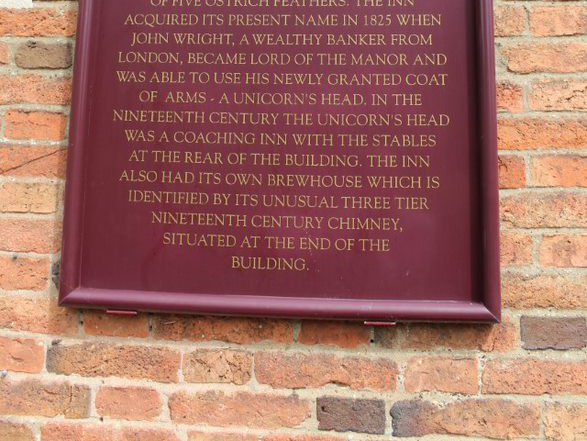 OF FIVE OSTRICH FEATHERS. THE INN
ACQUIRED ITS PRESENT NAME IN 1825 WHEN
JOHN WRIGHT, A WEALTHY BANKER FROM
LONDON, BECAME LORD OF THE MANOR AND
WAS ABLE TO USE HIS NEWLY GRANTED COAT
OF ARMS - A UNICORN'S HEAD. IN THE
NINETEENTH CENTURY THE UNICORN'S HEAD
WAS A COACHING INN WITH THE STABLES
AT THE REAR OF THE BUILDING. THE INN
ALSO HAD ITS OWN BREWHOUSE WHICH IS
IDENTIFIED BY ITS UNUSUAL THREE TIER
NINETEENTH CENTURY CHIMNEY,
SITUATED AT THE END OF THE
BUILDING.